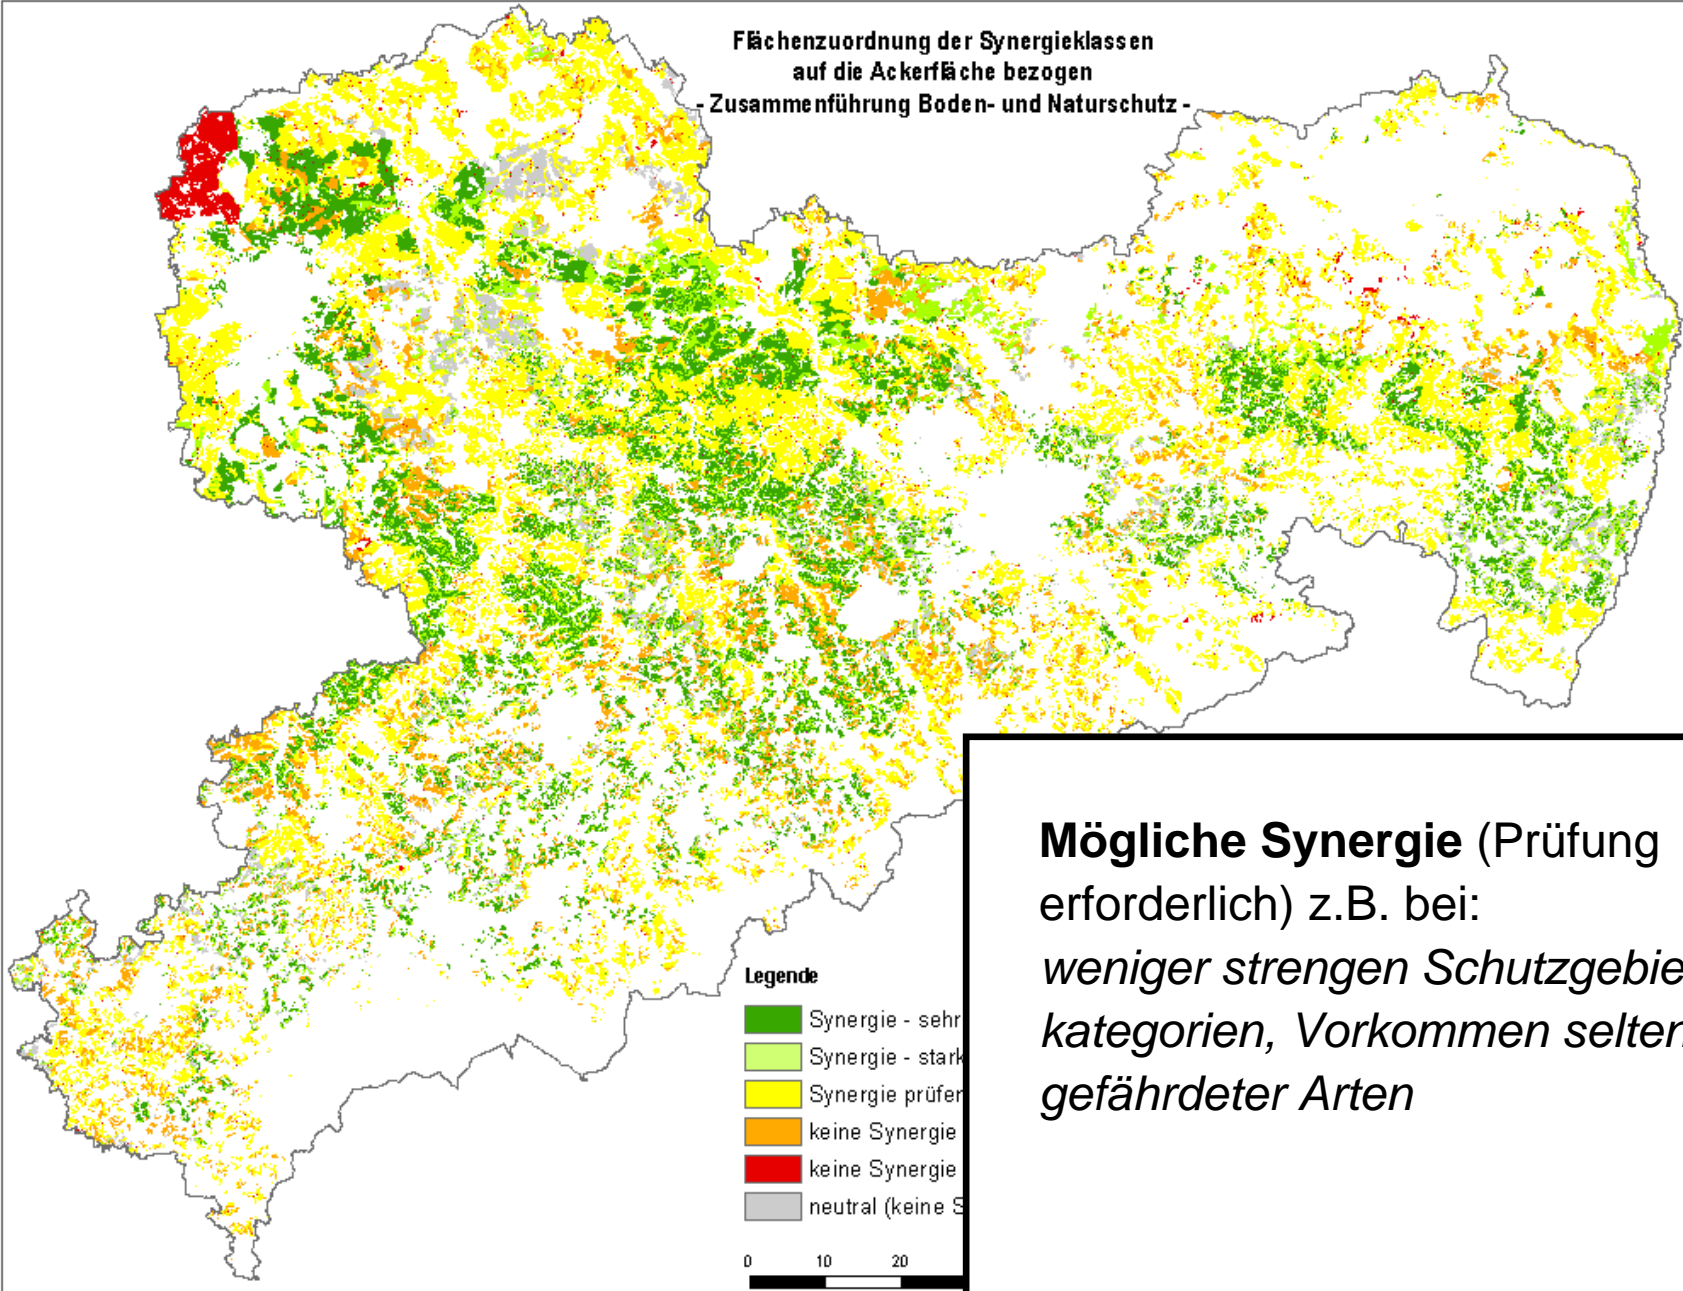 Flächenzuordnung der Synergieklassen
auf die Ackerfläche bezogen
- Zusammenführung Boden- und Naturschutz -
Legende
Synergie - sehr
Synergie - stark
Synergie prüfen
keine Synergie
keine Synergie
neutral (keine S
0 10 20
Mögliche Synergie (Prüfung
erforderlich) z.B. bei:
weniger strengen Schutzgebie
kategorien, Vorkommen selten
gefährdeter Arten